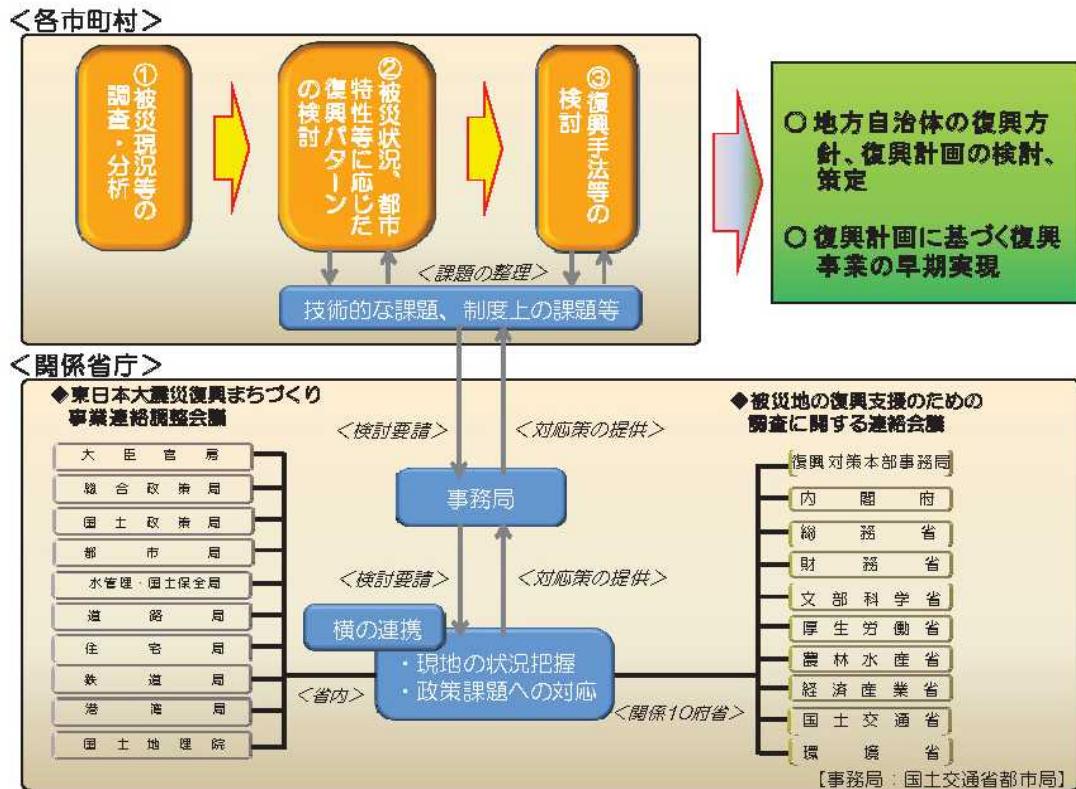 ＜各市町村＞
①被災現況等の
調査・分析
②被災状況、都市
特性等に応じた
復興パターン
の検討
③復興手法等の
検討
○地方自治体の復興方
針、復興計画の検討、
策定
○復興計画に基づく復興
事業の早期実現
＜課題の整理＞
技術的な課題、制度上の課題等
＜関係省庁＞
◆東日本大震災復興まちづくり
事業連絡調整会議
大臣官房
総合政策局
国土政策局
都市局
水管理・国土保全局
道路局
住宅局
鉄道局
港湾局
国土地理院
＜検討要請＞
＜対応策の提供＞
事務局
＜検討要請＞
＜対応策の提供＞
横の連携
・現地の状況把握
・政策課題への対応
＜省内＞
＜関係10府省＞
◆被災地の復興支援のための
調査に関する連絡会議
復興対策本部事務局
内閣府
総務省
財務省
文部科学省
厚生労働省
農林水産省
経済産業省
国土交通省
環境省
【事務局：国土交通省都市局】